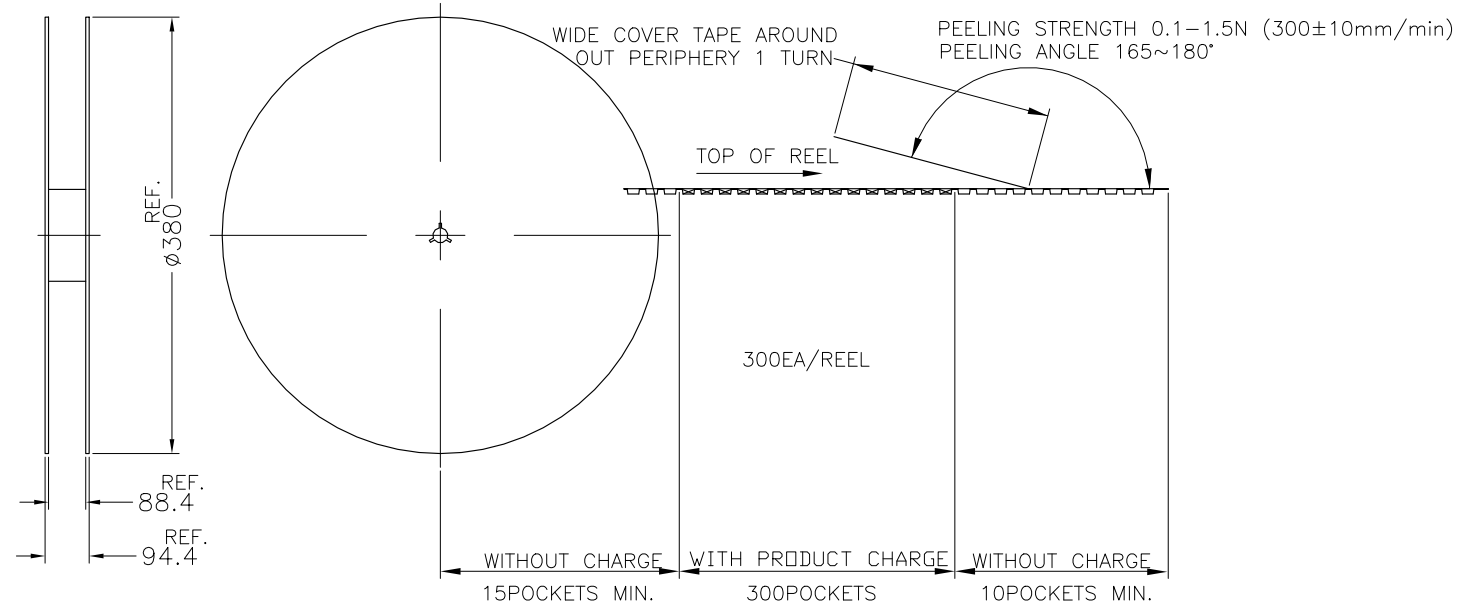 WIDE COVER TAPE AROUND
OUT PERIPHERY 1 TURN
PEELING STRENGTH 0.1-1.5N (300±10mm/min)
PEELING ANGLE 165~180°
TOP OF REEL
REF.
ø380
300EA/REEL
REF.
88.4
REF.
94.4
WITHOUT CHARGE
15POCKETS MIN.
WITH PRODUCT CHARGE
300POCKETS
WITHOUT CHARGE
10POCKETS MIN.